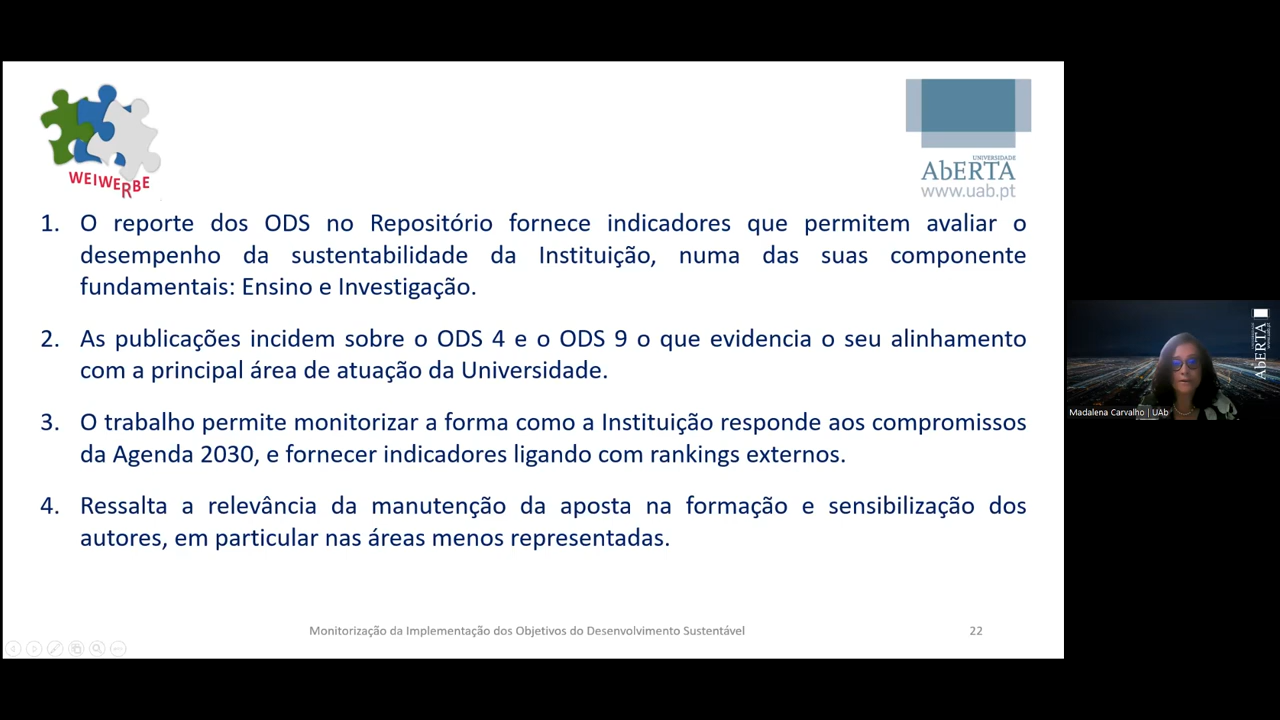 WEIWERBE
UNIVERSIDADE
AbERTA
www.uab.pt
1. O reporte dos ODS no Repositório fornece indicadores que permitem avaliar o
desempenho da sustentabilidade da Instituição, numa das suas componente
fundamentais: Ensino e Investigação.
2. As publicações incidem sobre o ODS 4 e o ODS 9 o que evidencia o seu alinhamento
com a principal área de atuação da Universidade.
3. O trabalho permite monitorizar a forma como a Instituição responde aos compromissos
da Agenda 2030, e fornecer indicadores ligando com rankings externos.
4. Ressalta a relevância da manutenção da aposta na formação e sensibilização dos
autores, em particular nas áreas menos representadas.
Monitorização da Implementação dos Objetivos do Desenvolvimento Sustentável
22
AbERTA
Madalena Carvalho | UAb